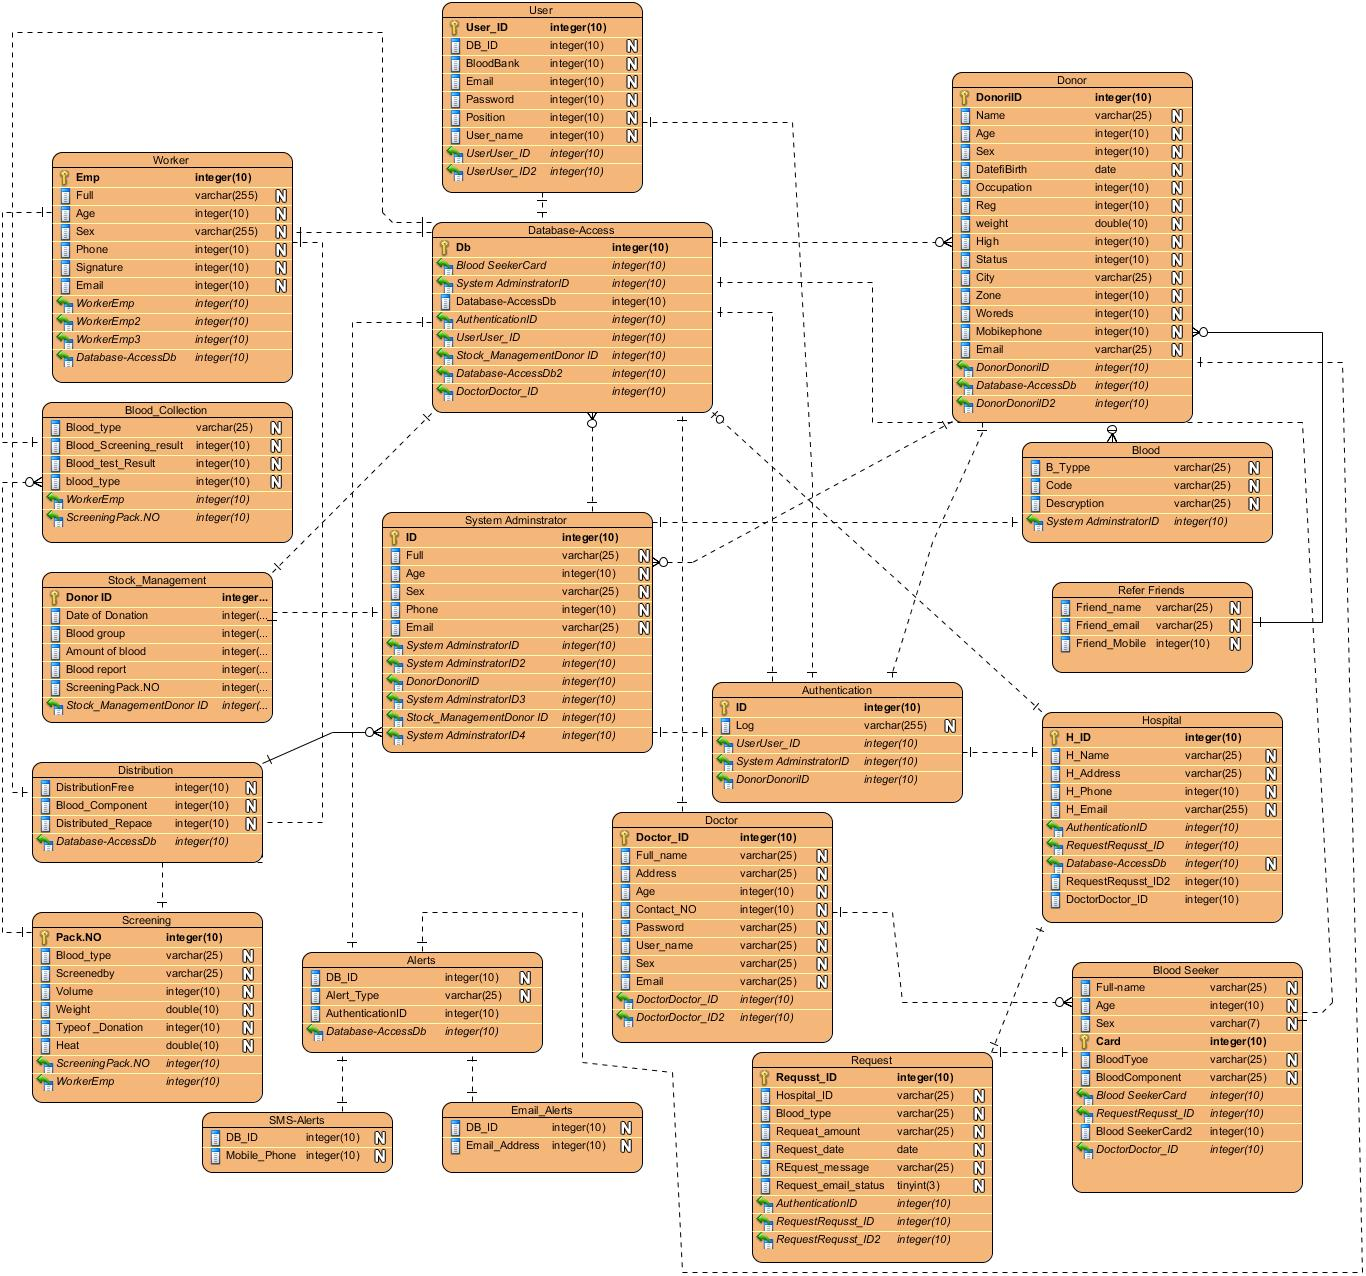 User
User_ID integer(10)
DB_ID integer(10) N
BloodBank integer(10) N
Email integer(10) N
Password integer(10) N
Position integer(10) N
User_name integer(10) N
UserUser_ID integer(10)
UserUser_ID2 integer(10)
Donor
DonoriID integer(10)
Name varchar(25) N
Age integer(10) N
Sex integer(10) N
DatefiBirth date N
Occupation integer(10) N
Reg integer(10) N
weight double(10) N
High integer(10) N
Status integer(10) N
City varchar(25) N
Zone integer(10) N
Woreds integer(10) N
Mobikephone integer(10) N
Email varchar(25) N
DonorDonoriID integer(10)
Database-AccessDb integer(10)
DonorDonoriID2 integer(10)
Worker
Emp integer(10)
Full varchar(255) N
Age integer(10) N
Sex varchar(255) N
Phone integer(10) N
Signature integer(10) N
Email integer(10) N
WorkerEmp integer(10)
WorkerEmp2 integer(10)
WorkerEmp3 integer(10)
Database-AccessDb integer(10)
Database-Access
Db integer(10)
Blood SeekerCard integer(10)
System AdminstratorID integer(10)
Database-AccessDb integer(10)
AuthenticationID integer(10)
UserUser_ID integer(10)
Stock_ManagementDonor ID integer(10)
Database-AccessDb2 integer(10)
DoctorDoctor_ID integer(10)
Blood_Collection
Blood_type varchar(25) N
Blood_Screening_result integer(10) N
Blood_test_Result integer(10) N
blood_type integer(10) N
WorkerEmp integer(10)
ScreeningPack.NO integer(10)
Blood
B_Typpe varchar(25) N
Code varchar(25) N
Descryption varchar(25) N
System AdminstratorID integer(10)
System Adminstrator
ID integer(10)
Full varchar(25) N
Age integer(10) N
Sex varchar(25) N
Phone integer(10) N
Email varchar(25) N
System AdminstratorID integer(10)
System AdminstratorID2 integer(10)
DonorDonoriID integer(10)
System AdminstratorID3 integer(10)
Stock_ManagementDonor ID integer(10)
System AdminstratorID4 integer(10)
Stock_Management
Donor ID integer...
Date of Donation integer(...
Blood group integer(...
Amount of blood integer(...
Blood report integer(...
ScreeningPack.NO integer(...
Stock_ManagementDonor ID integer(...
Refer Friends
Friend_name varchar(25) N
Friend_email varchar(25) N
Friend_Mobile integer(10) N
Authentication
ID integer(10)
Log varchar(255) N
UserUser_ID integer(10)
System AdminstratorID integer(10)
DonorDonoriID integer(10)
Hospital
H_ID integer(10)
H_Name varchar(25) N
H_Address varchar(25) N
H_Phone integer(10) N
H_Email varchar(255) N
AuthenticationID integer(10)
RequestRequsst_ID integer(10)
Database-AccessDb integer(10) N
RequestRequsst_ID2 integer(10)
DoctorDoctor_ID integer(10)
Distribution
DistributionFree integer(10) N
Blood_Component integer(10) N
Distributed_Repace integer(10) N
Database-AccessDb integer(10)
Doctor
Doctor_ID integer(10)
Full_name varchar(25) N
Address varchar(25) N
Age integer(10) N
Contact_NO integer(10) N
Password varchar(25) N
User_name varchar(25) N
Sex varchar(25) N
Email integer(10) N
DoctorDoctor_ID integer(10)
DoctorDoctor_ID2 integer(10)
Screening
Pack.NO integer(10)
Blood_type varchar(25) N
Screenedby varchar(25) N
Volume integer(10) N
Weight double(10) N
Typeof _Donation integer(10) N
Heat double(10) N
ScreeningPack.NO integer(10)
WorkerEmp integer(10)
Alerts
DB_ID integer(10) N
Alert_Type varchar(25) N
AuthenticationID integer(10)
Database-AccessDb integer(10)
Blood Seeker
Full-name varchar(25) N
Age integer(10) N
Sex varchar(7) N
Card integer(10)
BloodTyoe varchar(25) N
BloodComponent varchar(25) N
Blood SeekerCard integer(10)
RequestRequsst_ID integer(10)
Blood SeekerCard2 integer(10)
DoctorDoctor_ID integer(10)
Request
Requsst_ID integer(10)
Hospital_ID varchar(25) N
Blood_type varchar(25) N
Requeat_amount varchar(25) N
Request_date date N
REquest_message varchar(25) N
Request_email_status tinyint(3) N
AuthenticationID integer(10)
RequestRequsst_ID integer(10)
RequestRequsst_ID2 integer(10)
SMS-Alerts
DB_ID integer(10) N
Mobile_Phone integer(10) N
Email_Alerts
DB_ID integer(10) N
Email_Address integer(10) N